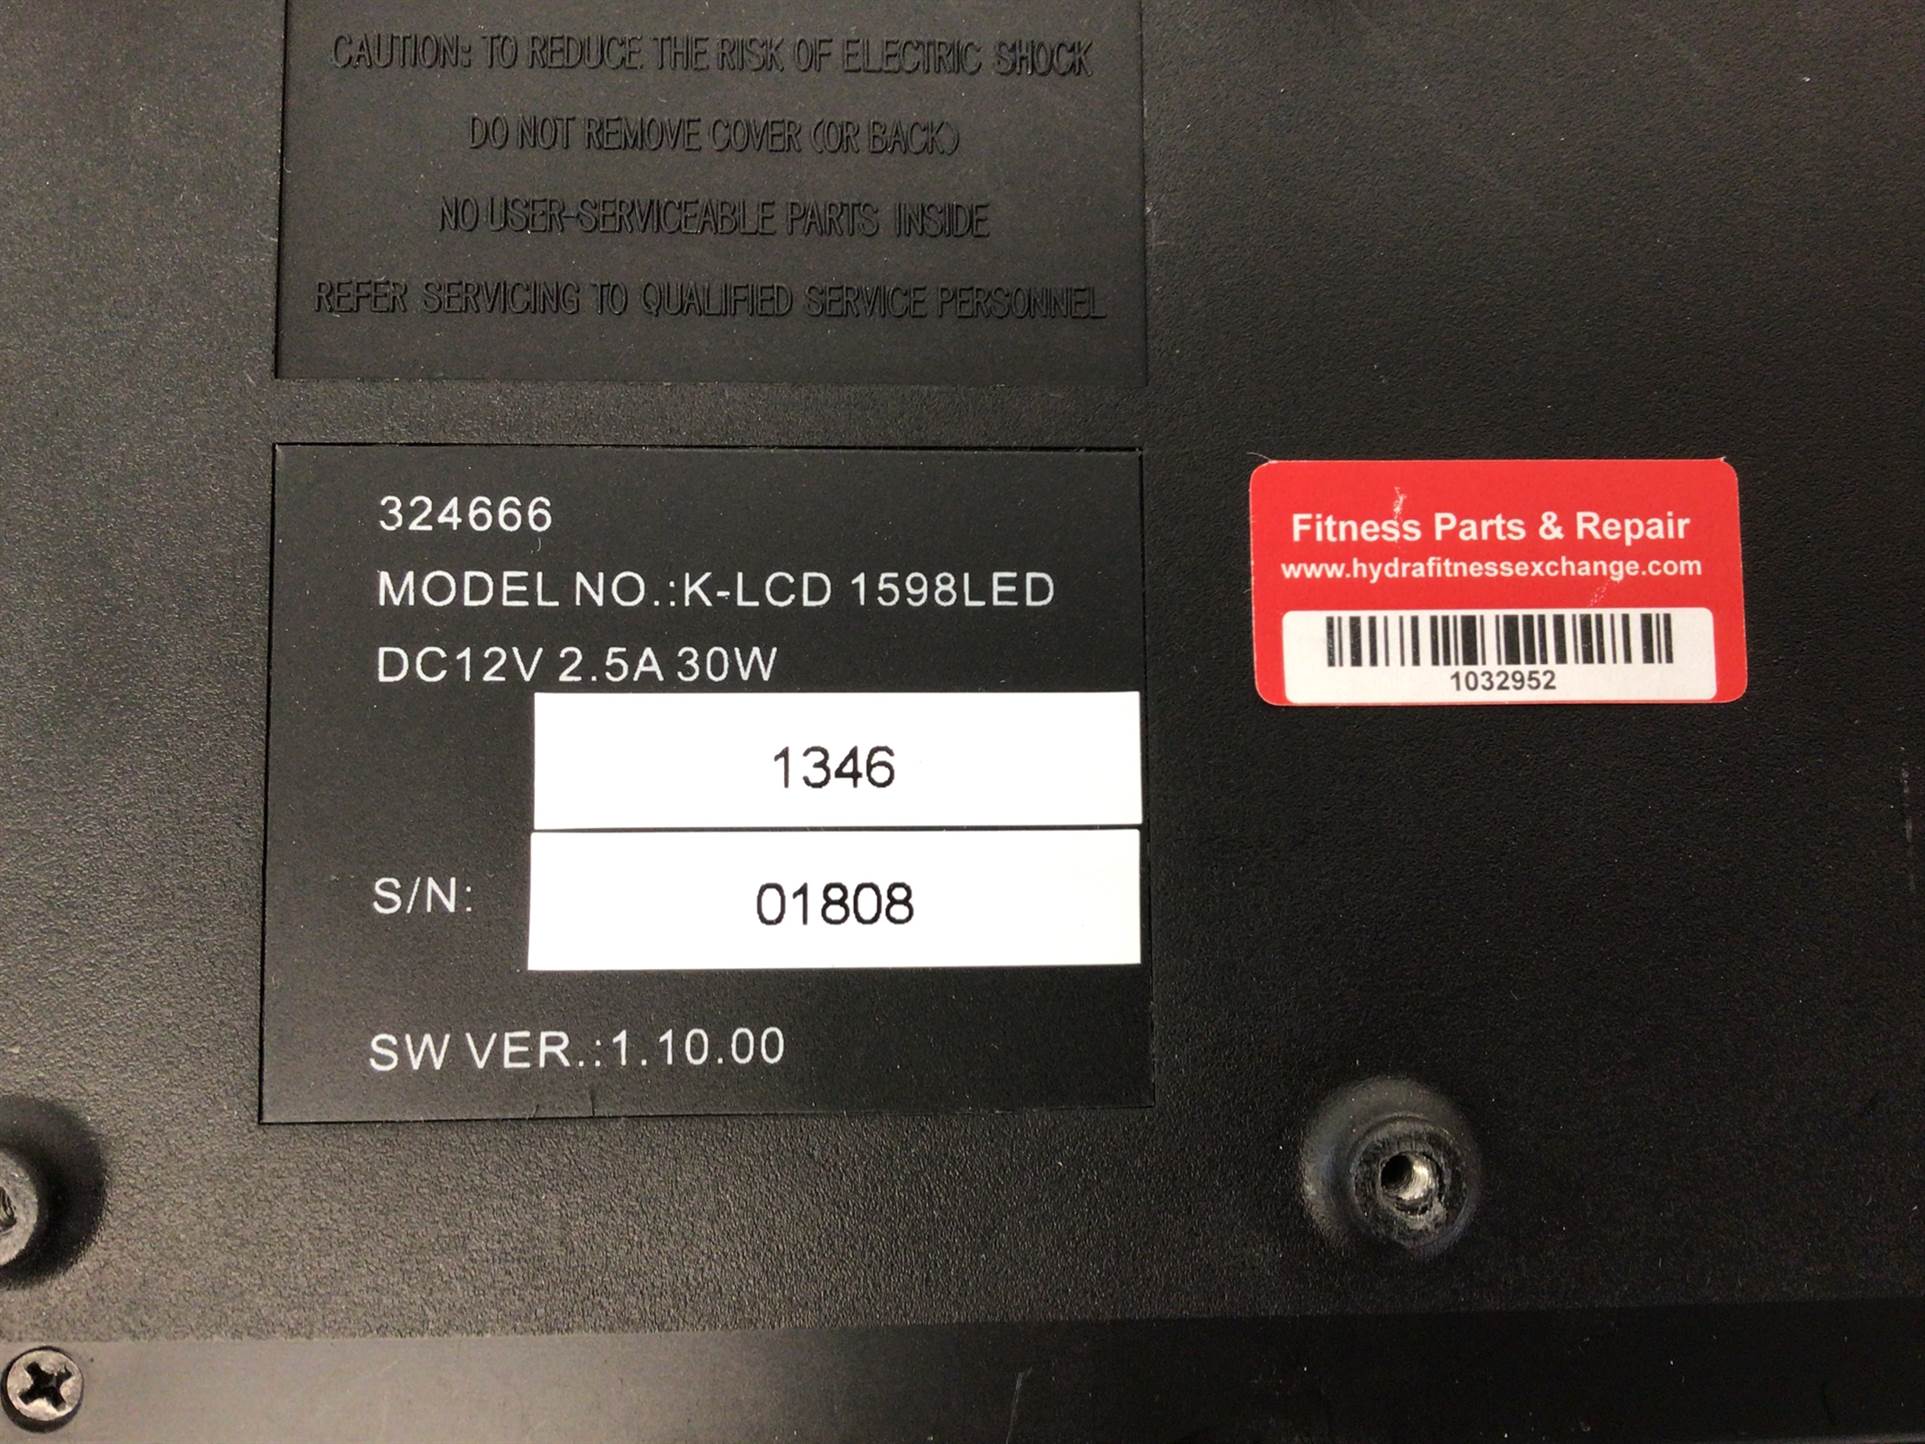 CAUTION: TO REDUCE THE RISK OF ELECTRIC SHOCK
DO NOT REMOVE COVER (OR BACK)
NO USER-SERVICEABLE PARTS INSIDE
REFER SERVICING TO QUALIFIED SERVICE PERSONNEL
324666
MODEL NO.:K-LCD 1598LED
DC12V 2.5A 30W
1346
S/N: 01808
SW VER.:1.10.00
Fitness Parts & Repair
www.hydrafitnessexchange.com
1032952